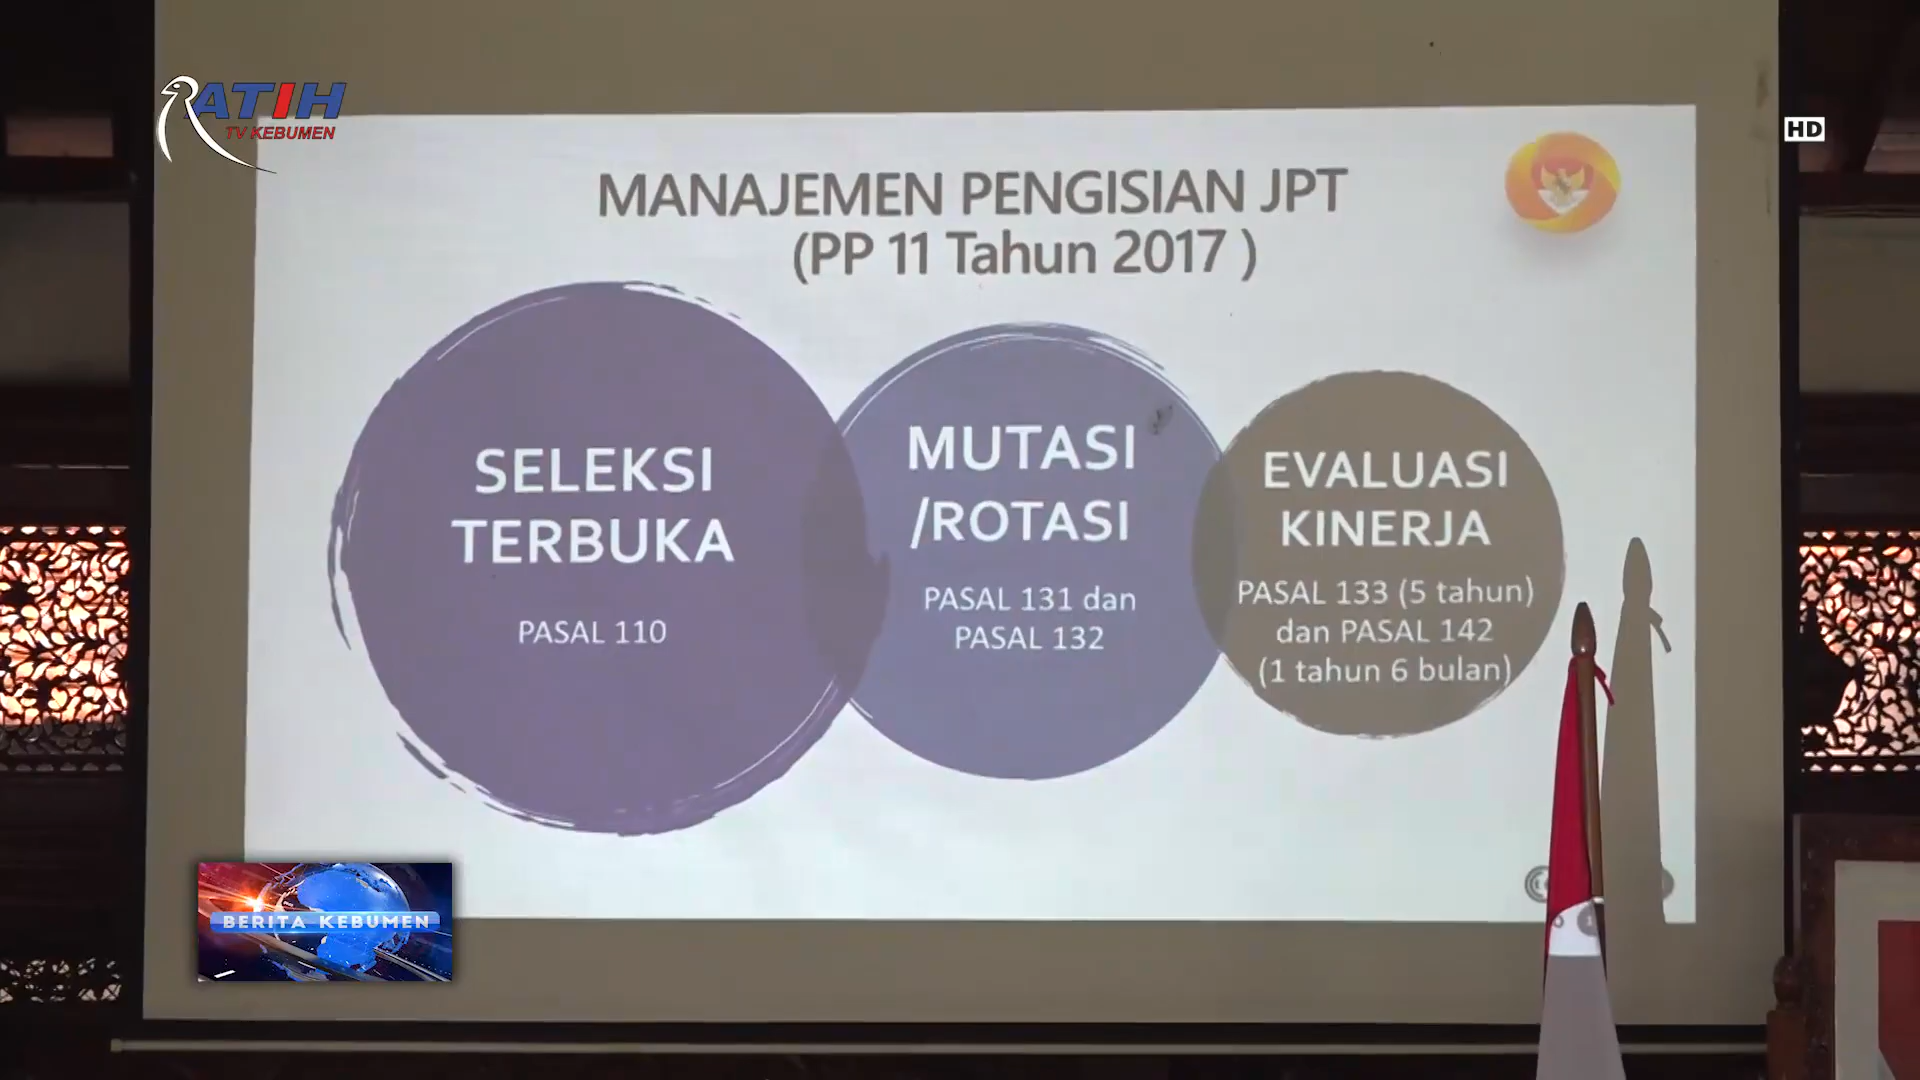 RATIH
TV KEBUMEN
HD
MANAJEMEN PENGISIAN JPT
(PP 11 Tahun 2017 )
SELEKSI
TERBUKA
PASAL 110
MUTASI
/ROTASI
PASAL 131 dan
PASAL 132
EVALUASI
KINERJA
PASAL 133 (5 tahun)
dan PASAL 142
(1 tahun 6 bulan)
BERITA KEBUMEN